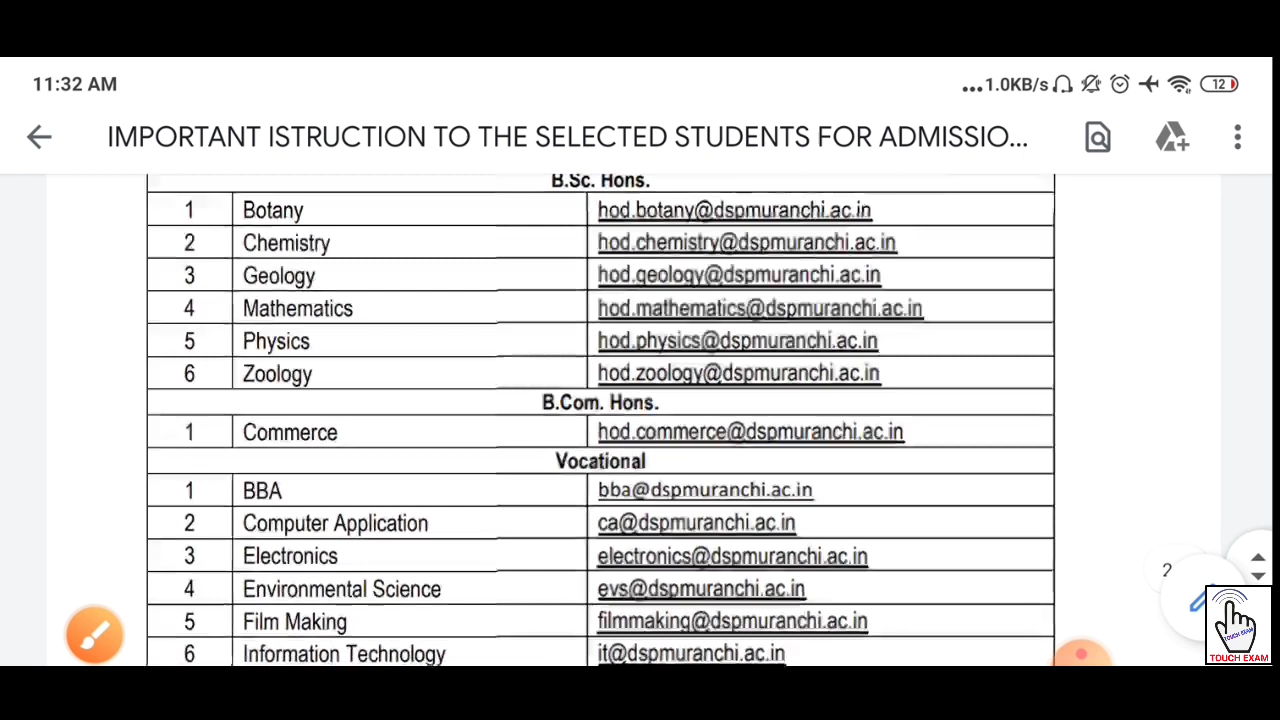 11:32 AM
...1.0KB/s 12
IMPORTANT ISTRUCTION TO THE SELECTED STUDENTS FOR ADMISSIO...
B.Sc. Hons.
1 Botany hod.botany@dspmuranchi.ac.in
2 Chemistry hod.chemistry@dspmuranchi.ac.in
3 Geology hod.geology@dspmuranchi.ac.in
4 Mathematics hod.mathematics@dspmuranchi.ac.in
5 Physics hod.physics@dspmuranchi.ac.in
6 Zoology hod.zoology@dspmuranchi.ac.in
B.Com. Hons.
1 Commerce hod.commerce@dspmuranchi.ac.in
Vocational
1 BBA bba@dspmuranchi.ac.in
2 Computer Application ca@dspmuranchi.ac.in
3 Electronics electronics@dspmuranchi.ac.in
4 Environmental Science evs@dspmuranchi.ac.in
2
5 Film Making filmmaking@dspmuranchi.ac.in
6 Information Technology it@dspmuranchi.ac.in
TOUCH EXAM
TOUCH EXAM